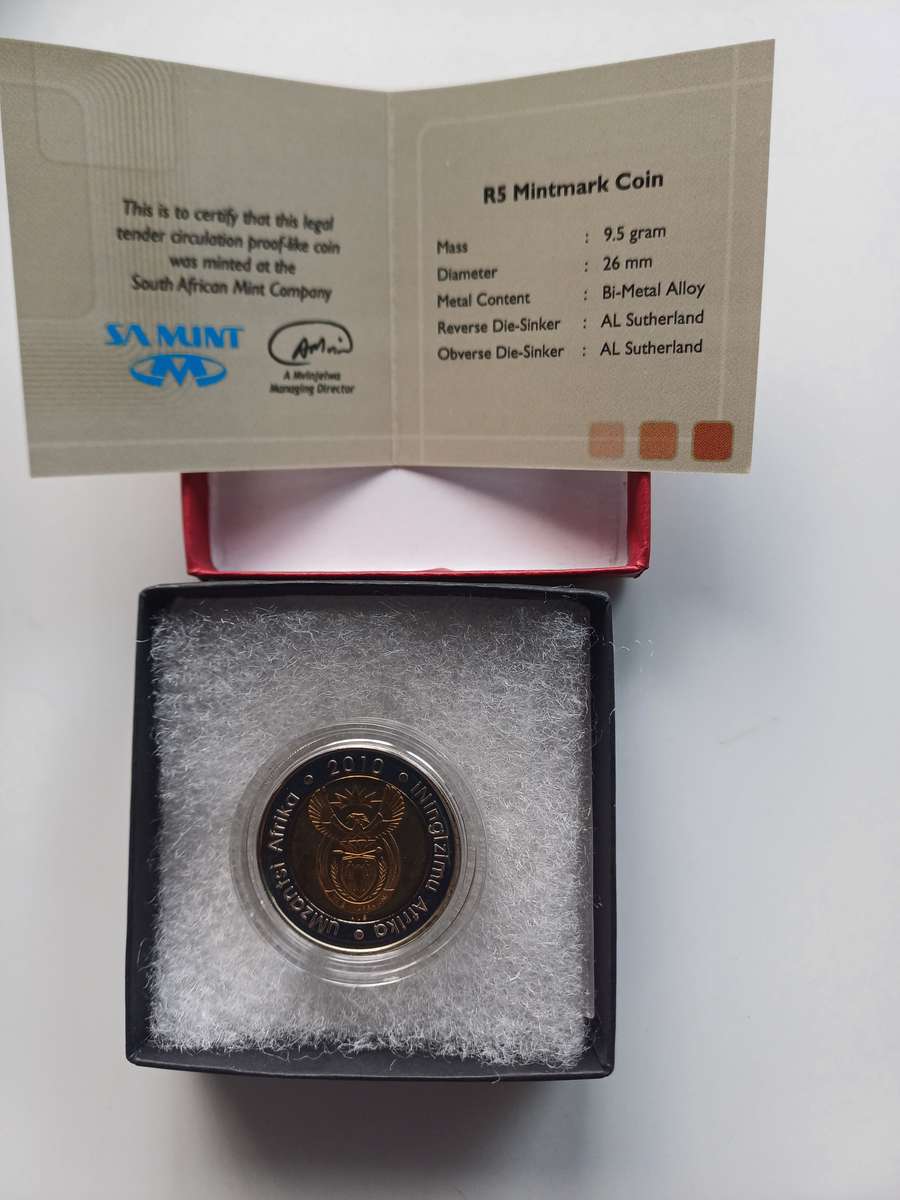 This is to certify that this legal
tender circulation proof-like coin
was minted at the
South African Mint Company
SA MINT
A Mvinjelwa
Managing Director
R5 Mintmark Coin
Mass : 9.5 gram
Diameter : 26 mm
Metal Content : Bi-Metal Alloy
Reverse Die-Sinker : AL Sutherland
Obverse Die-Sinker : AL Sutherland
uMzantsi Afrika • 2010 • iNingizimu Afrika